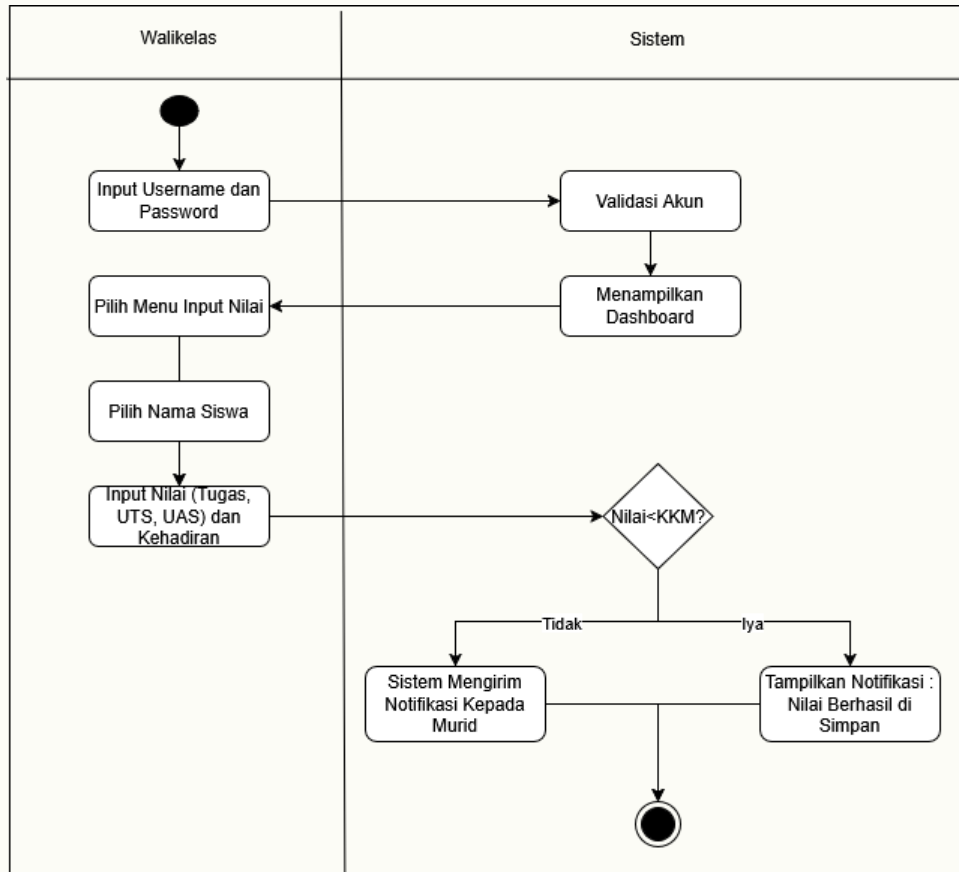 Walikelas
Sistem
Input Username dan
Password
Validasi Akun
Menampilkan
Dashboard
Pilih Menu Input Nilai
Pilih Nama Siswa
Input Nilai (Tugas,
UTS, UAS) dan
Kehadiran
Nilai<KKM?
Tidak
Iya
Sistem Mengirim
Notifikasi Kepada
Murid
Tampilkan Notifikasi :
Nilai Berhasil di
Simpan